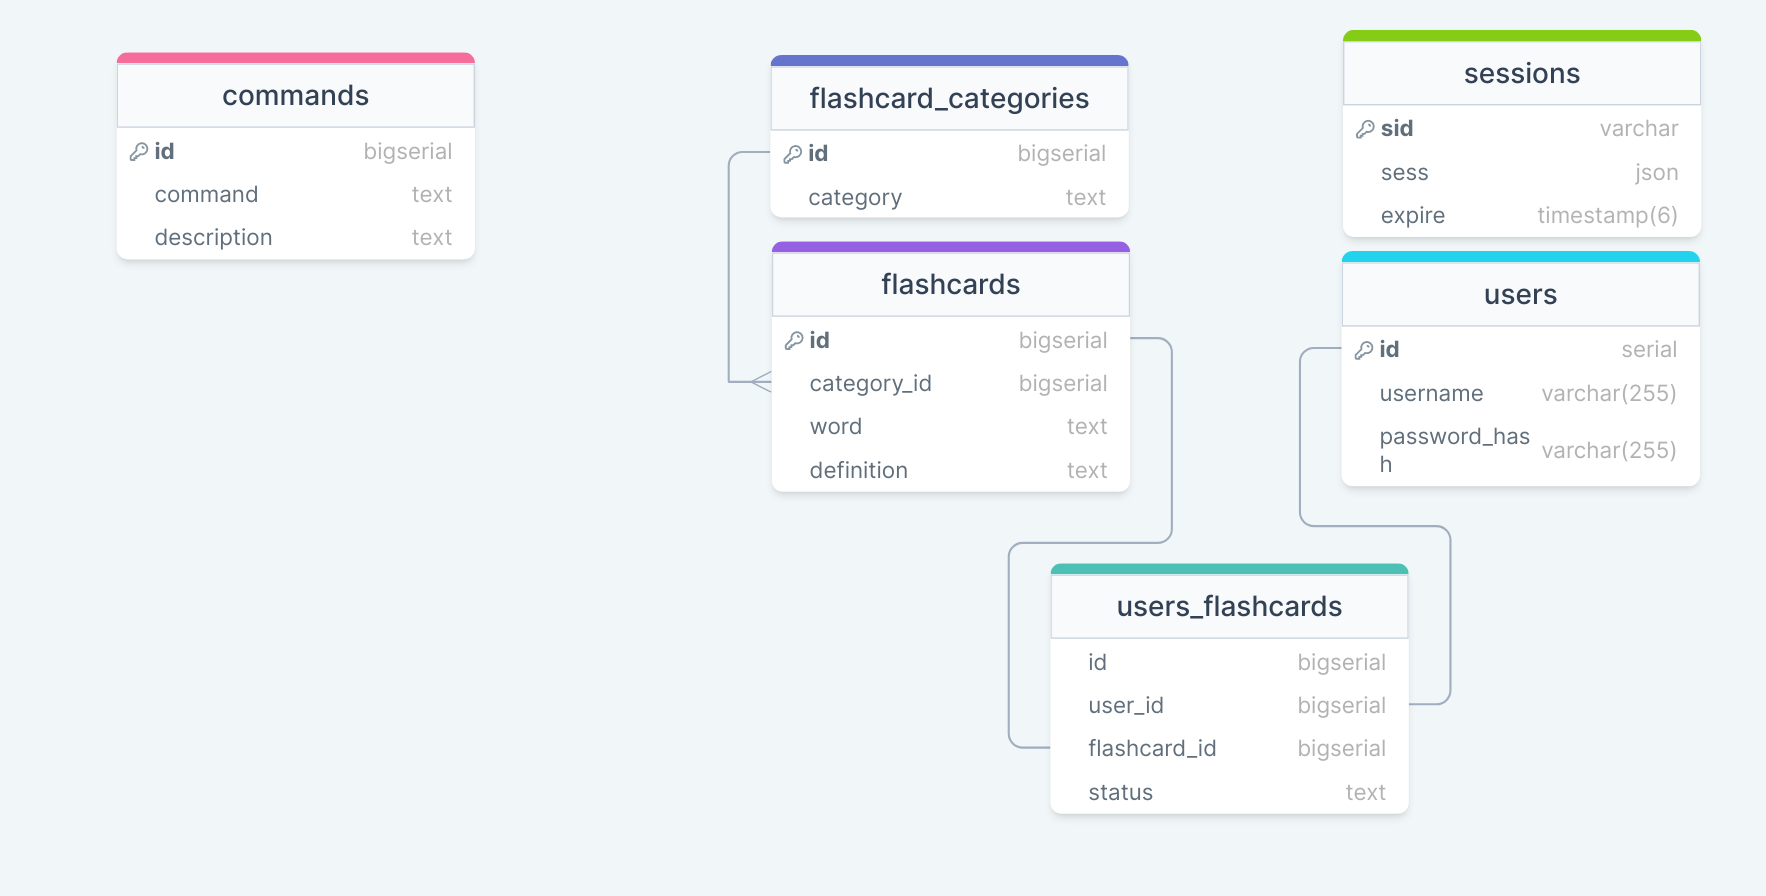 commands
id bigserial
command text
description text
flashcard_categories
id bigserial
category text
flashcards
id bigserial
category_id bigserial
word text
definition text
sessions
sid varchar
sess json
expire timestamp(6)
users
id serial
username varchar(255)
password_has varchar(255)
h
users_flashcards
id bigserial
user_id bigserial
flashcard_id bigserial
status text